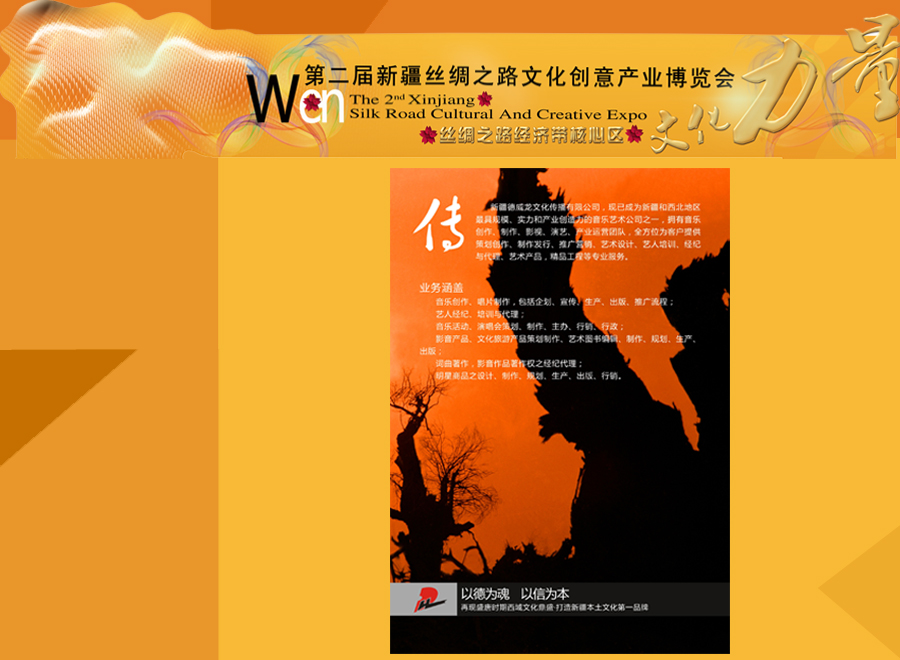 第二届新疆丝绸之路文化创意产业博览会
Wcn
The 2nd Xinjiang
Silk Road Cultural And Creative Expo
丝绸之路经济带核心区
文化力量
传
新疆德威龙文化传播有限公司，现已成为新疆和西北地区
最具规模、实力和产业创造力的音乐艺术公司之一，拥有音乐
创作、制作、影视、演艺、产业运营团队，全方位为客户提供
策划创作、制作发行、推广营销、艺术设计、艺人培训、经纪
与代理、艺术产品，精品工程等专业服务。
业务涵盖
音乐创作、唱片制作，包括企划、宣传、生产、出版、推广流程；
艺人经纪、培训与代理；
音乐活动、演唱会策划、制作、主办、行销、行政；
影音产品、文化旅游产品策划制作、艺术图书编辑、制作、规划、生产、
出版；
词曲著作，影音作品著作权之经纪代理；
明星商品之设计、制作、规划、生产、出版、行销。
以德为魂 以信为本
再现盛唐时期西域文化鼎盛·打造新疆本土文化第一品牌